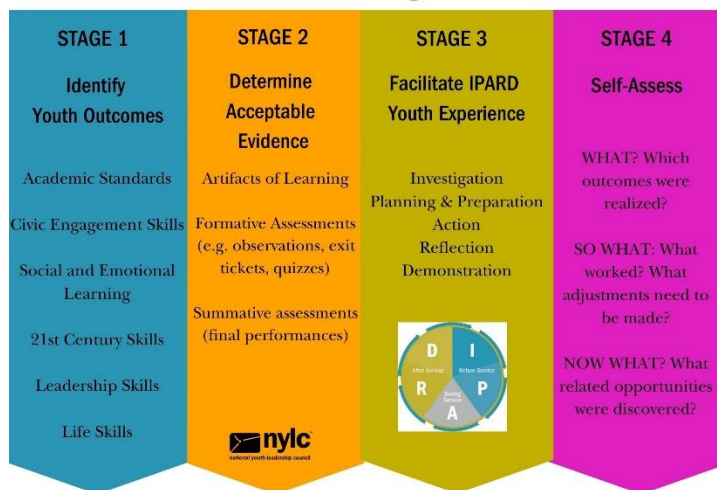 STAGE 1
Identify
Youth Outcomes
Academic Standards
Civic Engagement Skills
Social and Emotional
Learning
21st Century Skills
Leadership Skills
Life Skills
STAGE 2
Determine
Acceptable
Evidence
Artifacts of Learning
Formative Assessments
(e.g. observations, exit
tickets, quizzes)
Summative assessments
(final performances)
nylc
national youth leadership council
STAGE 3
Facilitate IPARD
Youth Experience
Investigation
Planning & Preparation
Action
Reflection
Demonstration
D
I
After Service
Before Service
R
P
During
Service
A
STAGE 4
Self-Assess
WHAT? Which
outcomes were
realized?
SO WHAT: What
worked? What
adjustments need to
be made?
NOW WHAT? What
related opportunities
were discovered?